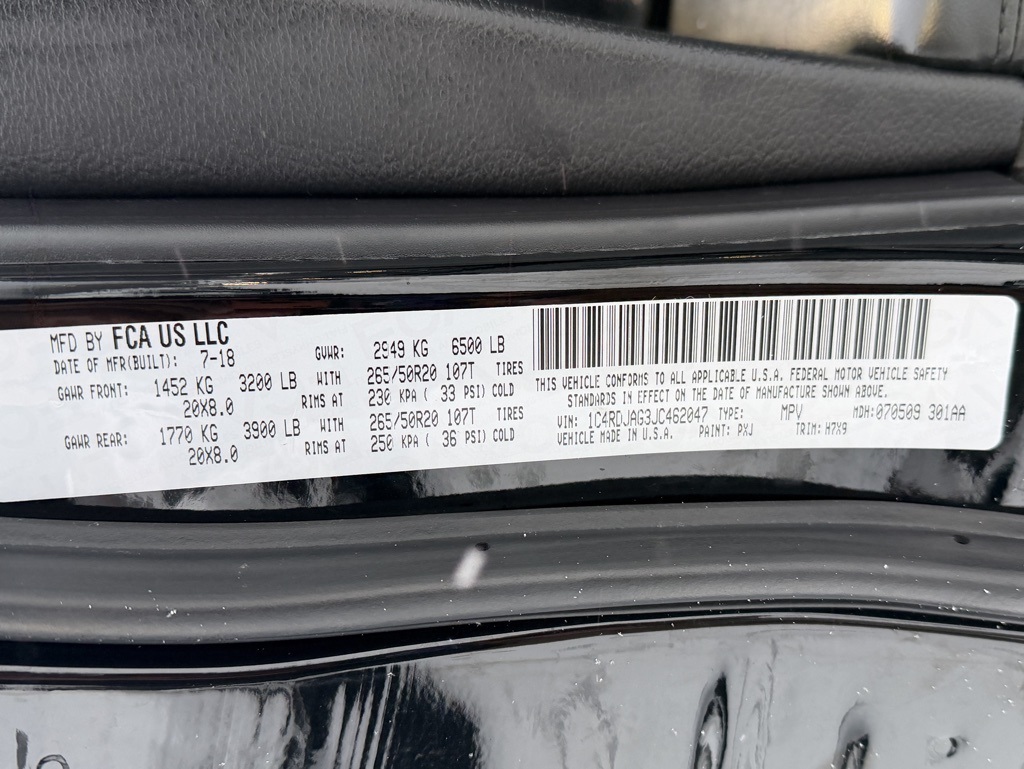 MFD BY FCA US LLC
DATE OF MFR(BUILT): 7-18 GVWR: 2949 KG 6500 LB
GAWR FRONT: 1452 KG 3200 LB WITH 265/50R20 107T TIRES
20X8.0 RIMS AT 230 KPA ( 33 PSI) COLD
GAWR REAR: 1770 KG 3900 LB WITH 265/50R20 107T TIRES
20X8.0 RIMS AT 250 KPA ( 36 PSI) COLD
THIS VEHICLE CONFORMS TO ALL APPLICABLE U.S.A. FEDERAL MOTOR VEHICLE SAFETY
STANDARDS IN EFFECT ON THE DATE OF MANUFACTURE SHOWN ABOVE.
VIN: 1C4RDJAG3JC462047 TYPE: MPV MDH:070509 301AA
VEHICLE MADE IN U.S.A. PAINT: PXJ TRIM: H7X9